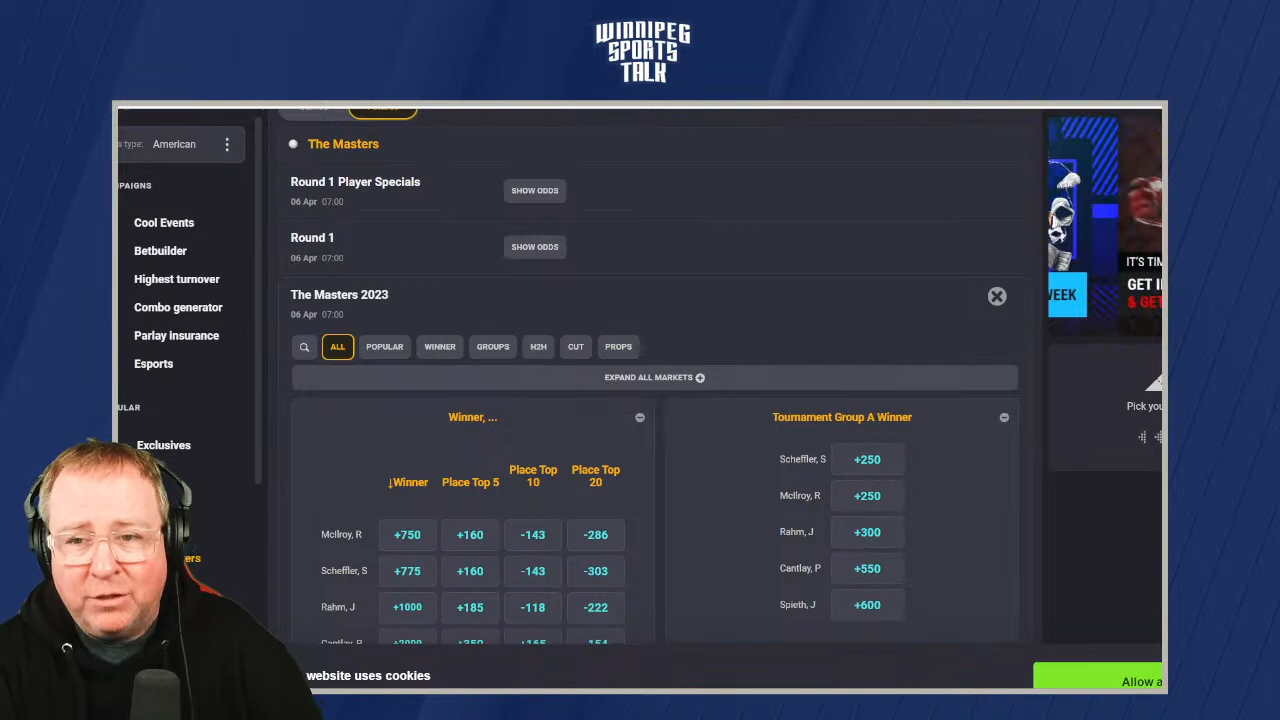 WINNIPEG
SPORTS
TALK
s type: American
PAIGNS
Cool Events
Betbuilder
Highest turnover
Combo generator
Parlay insurance
Esports
ULAR
Exclusives
ers
The Masters
Round 1 Player Specials
06 Apr 07:00
SHOW ODDS
Round 1
06 Apr 07:00
SHOW ODDS
The Masters 2023
06 Apr 07:00
ALL POPULAR WINNER GROUPS H2H CUT PROPS
EXPAND ALL MARKETS
Winner, ...
↓Winner Place Top 5 Place Top 10 Place Top 20
McIlroy, R +750 +160 -143 -286
Scheffler, S +775 +160 -143 -303
Rahm, J +1000 +185 -118 -222
Tournament Group A Winner
Scheffler, S +250
McIlroy, R +250
Rahm, J +300
Cantlay, P +550
Spieth, J +600
IT'S TIM
WEEK
GET I
& GET
Pick you
website uses cookies
Allow a